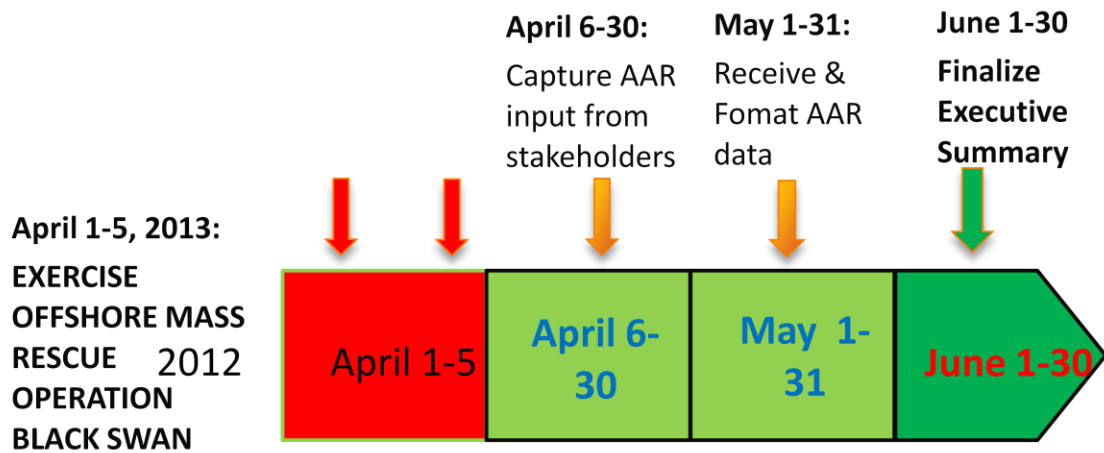 April 6-30:
Capture AAR
input from
stakeholders
May 1-31:
Receive &
Fomat AAR
data
June 1-30
Finalize
Executive
Summary
April 1-5, 2013:
EXERCISE
OFFSHORE MASS
RESCUE
2012
OPERATION
BLACK SWAN
April 1-5
April 6-
30
May 1-
31
June 1-30